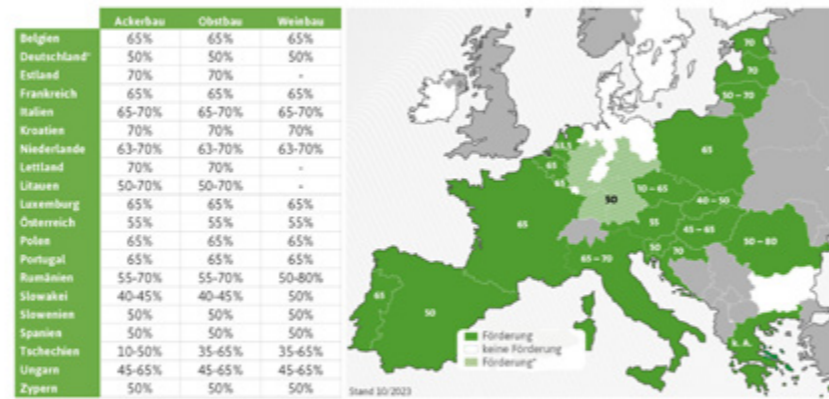 Ackerbau Obstbau Weinbau
Belgien 65% 65% 65%
Deutschland* 50% 50% 50%
Estland 70% 70% -
Frankreich 65% 65% 65%
Italien 65-70% 65-70% 65-70%
Kroatien 70% 70% 70%
Niederlande 63-70% 63-70% 63-70%
Lettland 70% 70% -
Litauen 50-70% 50-70% -
Luxemburg 65% 65% 65%
Österreich 55% 55% 55%
Polen 65% 65% 65%
Portugal 65% 65% 65%
Rumänien 55-70% 55-70% 50-80%
Slowakei 40-45% 40-45% 50%
Slowenien 50% 50% 50%
Spanien 50% 50% 50%
Tschechien 10-50% 35-65% 35-65%
Ungarn 45-65% 45-65% 45-65%
Zypern 50% 50% 50%
70
70
50 – 70
63,5
65
65
65
50
10 – 65
40 – 50
65
55
45 – 65
50 – 80
50
70
65 – 70
65
50
k. A.
Förderung
keine Förderung
Förderung*
Stand 10/2023